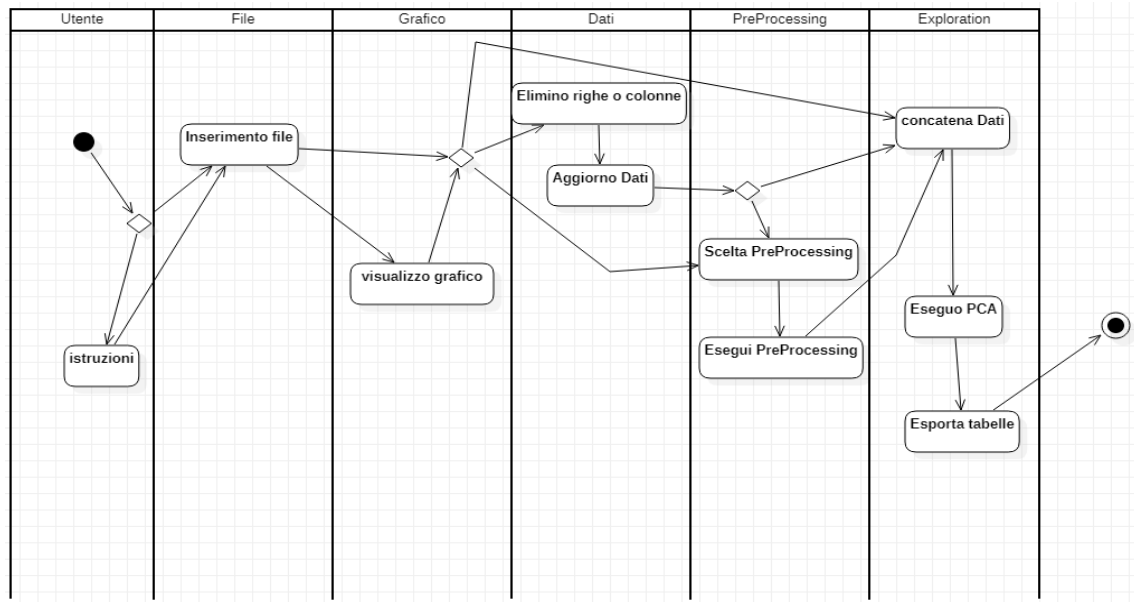 Utente
File
Grafico
Dati
PreProcessing
Exploration
Elimino righe o colonne
concatena Dati
Inserimento file
Aggiorno Dati
Scelta PreProcessing
visualizzo grafico
Eseguo PCA
istruzioni
Esegui PreProcessing
Esporta tabelle